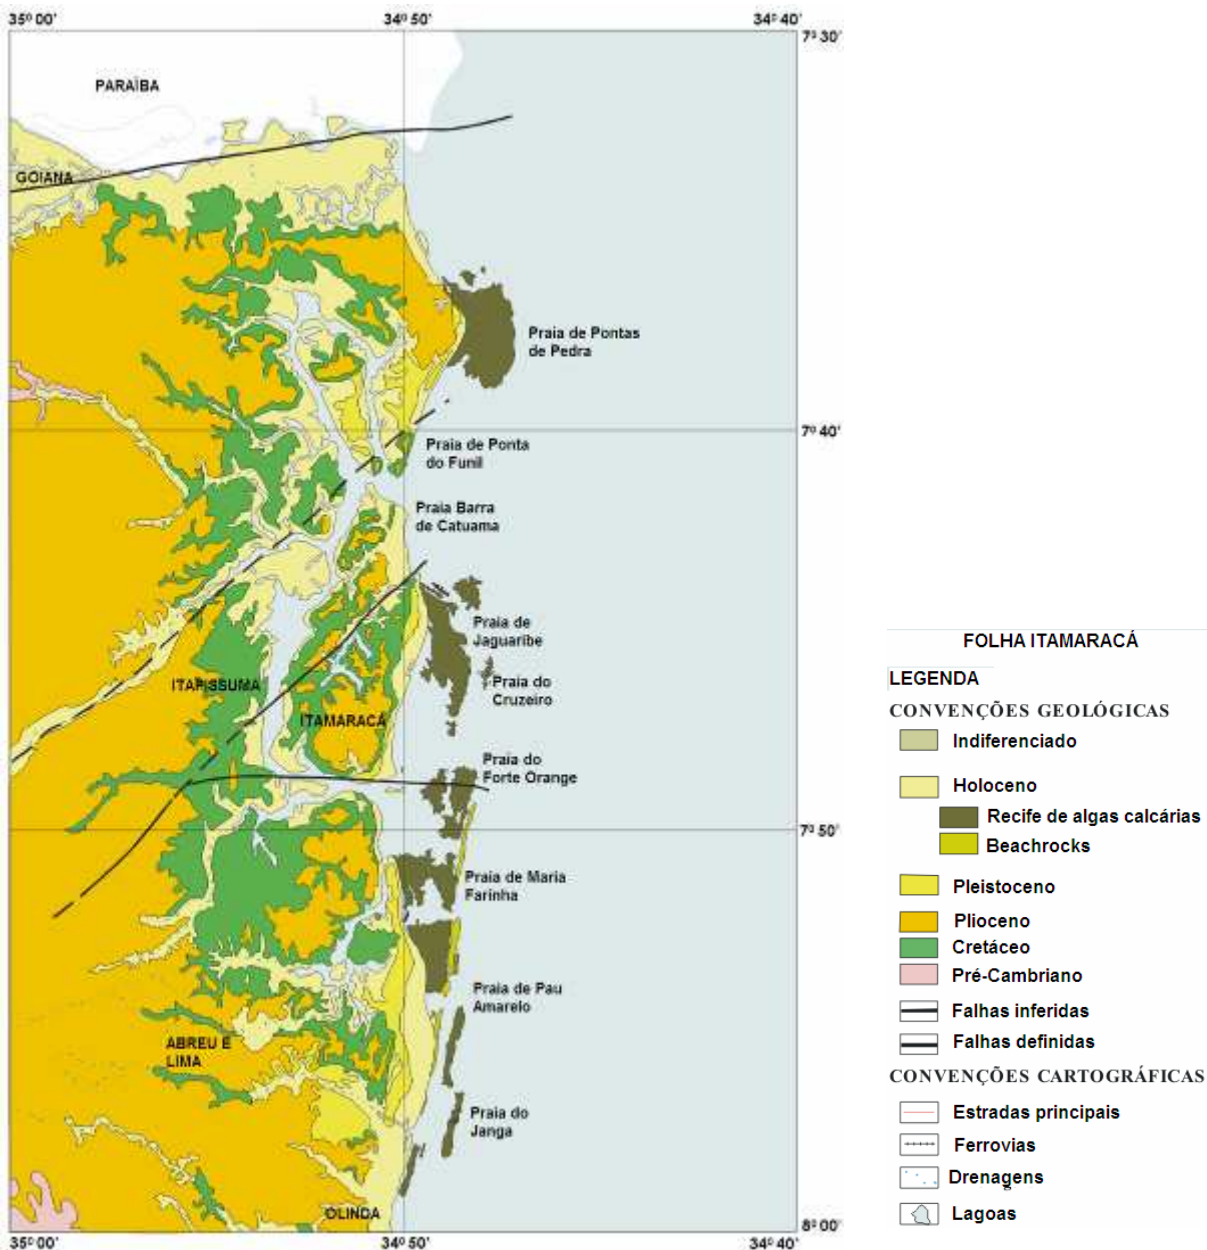 35º 00'
34º 50'
34º 40'
7º 30'
PARAÍBA
GOIANA
Praia de Pontas
de Pedra
7º 40'
Praia de Ponta
do Funil
Praia Barra
de Catuama
Praia de
Jaguaribe
ITAPISSUMA
Praia do
Cruzeiro
ITAMARACÁ
Praia do
Forte Orange
7º 50'
Praia de Maria
Farinha
Praia de Pau
Amarelo
ABREU E
LIMA
Praia do
Janga
OLINDA
8º 00'
35º 00'
34º 50'
34º 40'
FOLHA ITAMARACÁ
LEGENDA
CONVENÇÕES GEOLÓGICAS
Indiferenciado
Holoceno
Recife de algas calcárias
Beachrocks
Pleistoceno
Plioceno
Cretáceo
Pré-Cambriano
Falhas inferidas
Falhas definidas
CONVENÇÕES CARTOGRÁFICAS
Estradas principais
Ferrovias
Drenagens
Lagoas